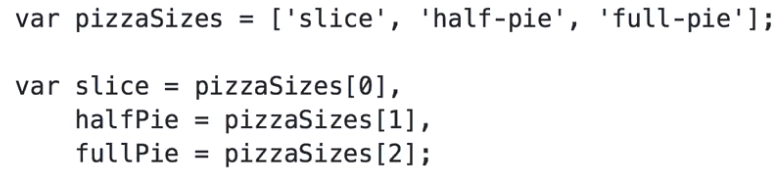 var pizzaSizes = ['slice', 'half-pie', 'full-pie'];
var slice = pizzaSizes[0],
halfPie = pizzaSizes[1],
fullPie = pizzaSizes[2];